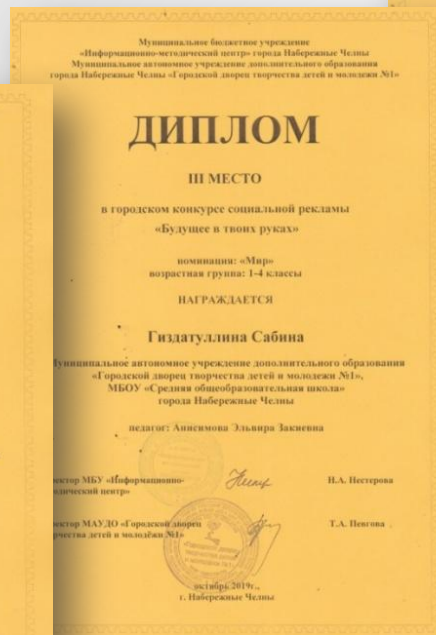 Муниципальное бюджетное учреждение
«Информационно-методический центр» города Набережные Челны
Муниципальное автономное учреждение дополнительного образования
города Набережные Челны «Городской дворец творчества детей и молодежи №1»
ДИПЛОМ
III МЕСТО
в городском конкурсе социальной рекламы
«Будущее в твоих руках»
номинация: «Мир»
возрастная группа: 1-4 классы
НАГРАЖДАЕТСЯ
Гиздатуллина Сабина
Муниципальное автономное учреждение дополнительного образования
«Городской дворец творчества детей и молодежи №1»,
МБОУ «Средняя общеобразовательная школа»
города Набережные Челны
педагог: Анисимова Эльвира Закиевна
ектор МБУ «Информационно-
одический центр» Н.А. Нестерова
ектор МАУДО «Городской дворец
рчества детей и молодёжи №1» Т.А. Певгова
октябрь 2019г.,
г. Набережные Челны